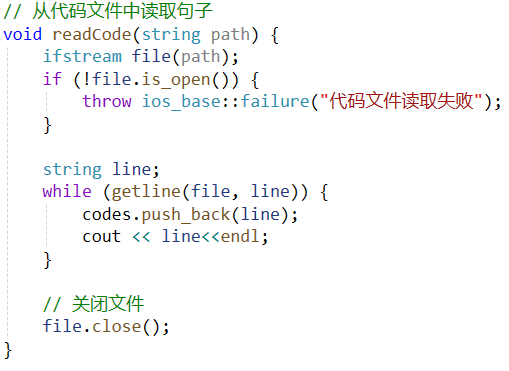 // 从代码文件中读取句子
void readCode(string path) {
    ifstream file(path);
    if (!file.is_open()) {
        throw ios_base::failure("代码文件读取失败");
    }

    string line;
    while (getline(file, line)) {
        codes.push_back(line);
        cout << line<<endl;
    }

    // 关闭文件
    file.close();
}